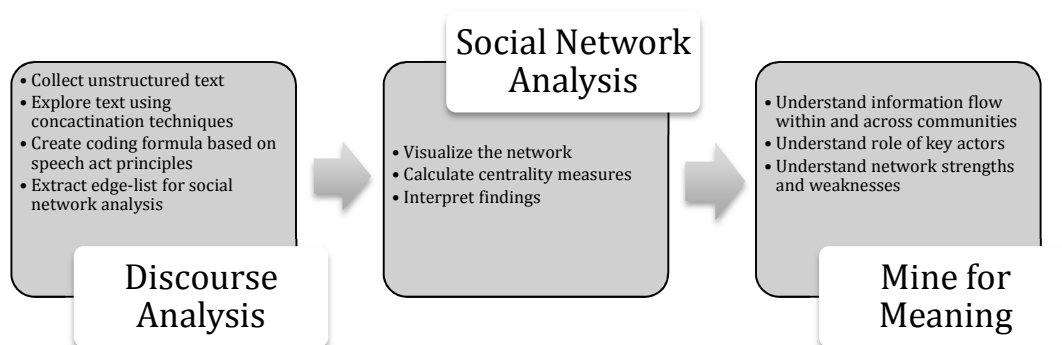 • Collect unstructured text
• Explore text using
concactination techniques
• Create coding formula based on
speech act principles
• Extract edge-list for social
network analysis
Discourse
Analysis
Social Network
Analysis
• Visualize the network
• Calculate centrality measures
• Interpret findings
• Understand information flow
within and across communities
• Understand role of key actors
• Understand network strengths
and weaknesses
Mine for
Meaning